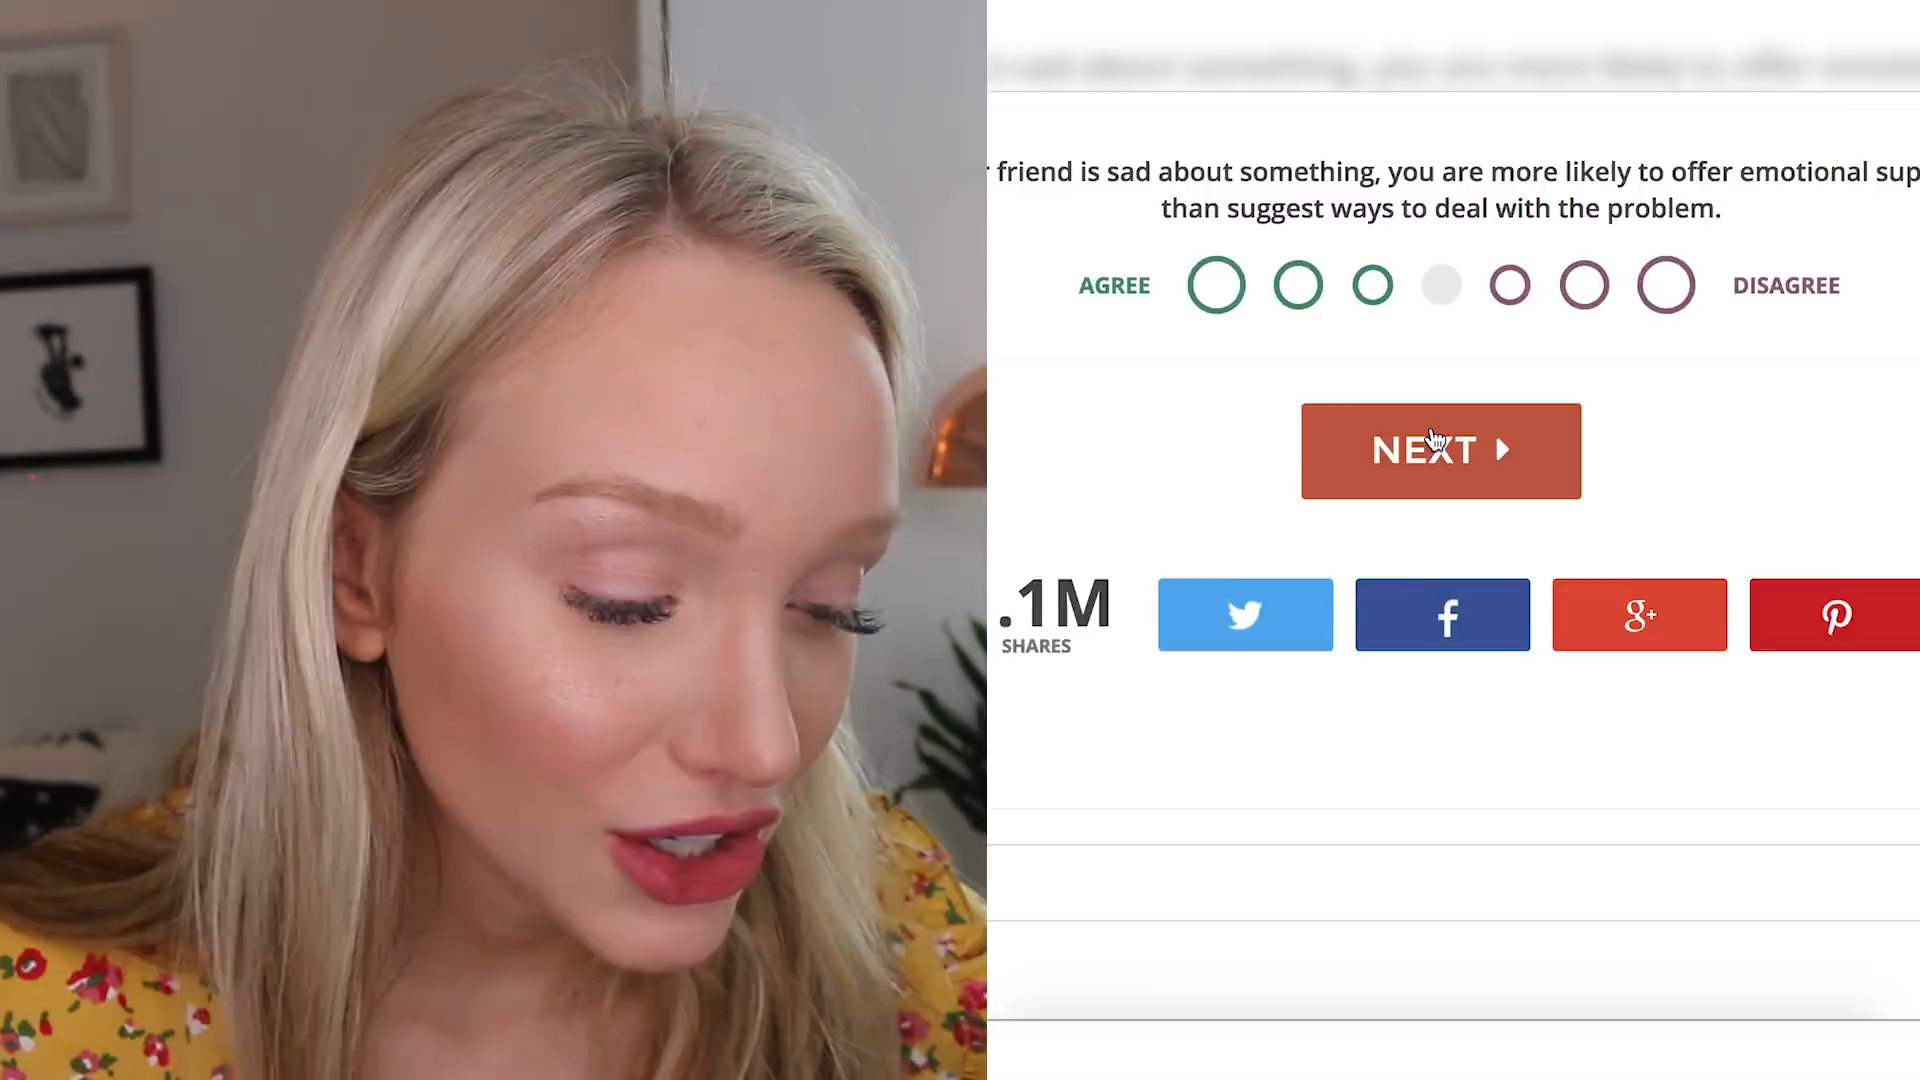 friend is sad about something, you are more likely to offer emotional sup
than suggest ways to deal with the problem.
AGREE
DISAGREE
NEXT
.1M
SHARES